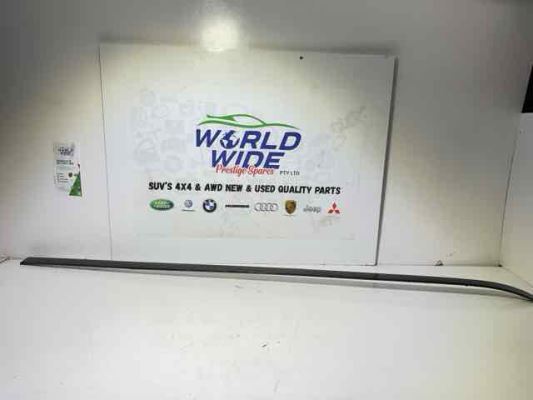 WORLD
WIDE
Prestige Spares
PTY LTD
SUV'S 4X4 & AWD NEW & USED QUALITY PARTS
Jeep